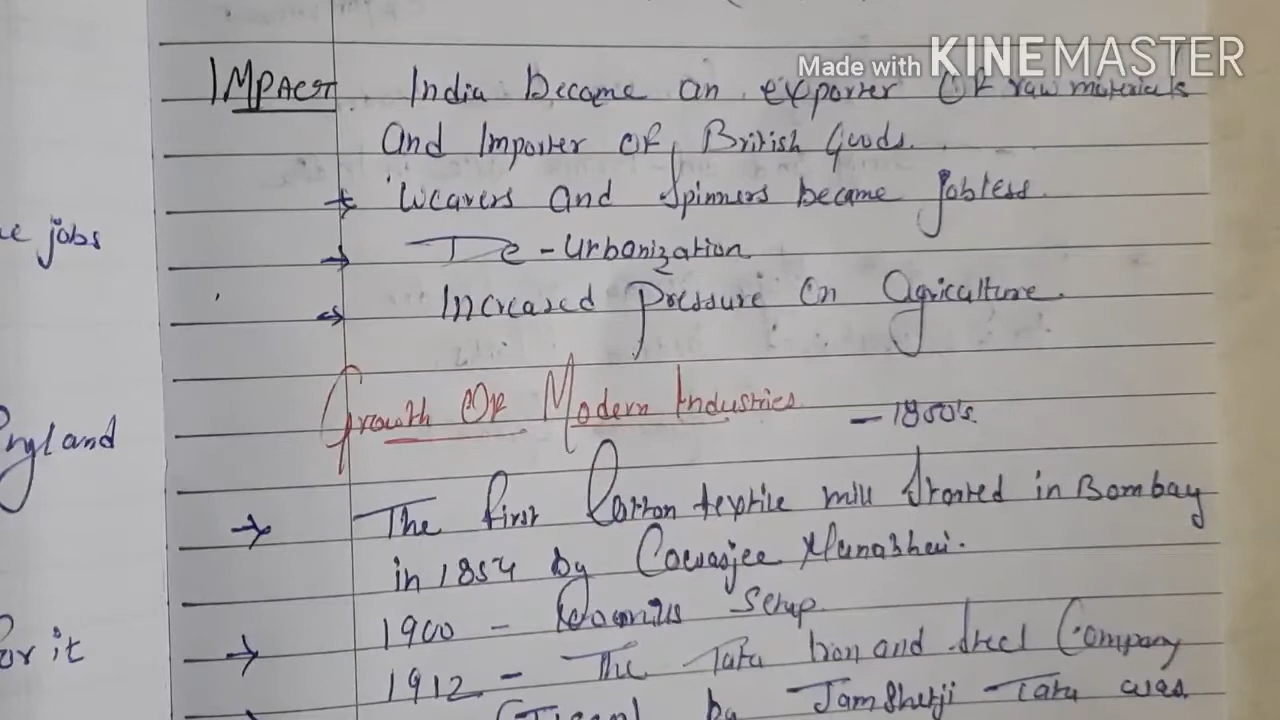 Made with KINEMASTER
IMPACT India Became an exporter Of raw materials
And Importer OF British Goods.
→ Weavers and Spinners became jobless.
→ De-Urbanization
→ Increased Pressure On Agriculture.
Growth Of Modern Industries - 1850's
→ The first Cotton textile mill Started in Bombay
in 1854 by Cowasjee
→ 1900 - Setup
→ 1912 - The Tata Iron and Steel Company
by Jamshetji Tata was
e jobs
England
or it